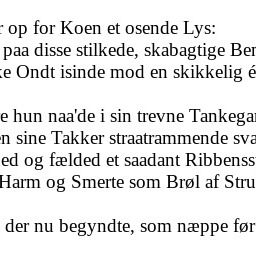 r op for Koen et osende Lys:
paa disse stilkede, skabagtige Ber
ke Ondt isinde mod en skikkelig é
e hun naa'de i sin trevne Tankegan
en sine Takker straatrammende sva
ed og fælded et saadant Ribbensst
Harm og Smerte som Brøl af Stru
der nu begyndte, som næppe før